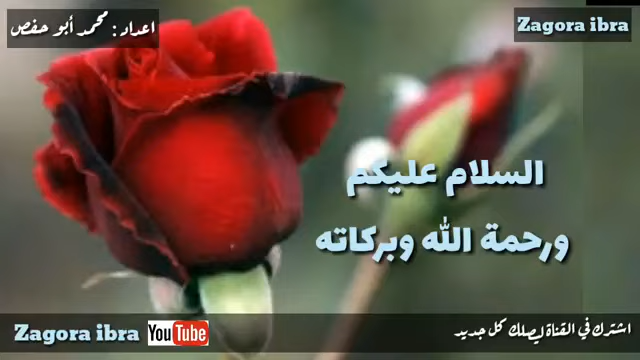 اعداد : محمد أبو حفص
Zagora ibra
السلام عليكم
ورحمة الله وبركاته
Zagora ibra YouTube
اشترك في القناة ليصلك كل جديد